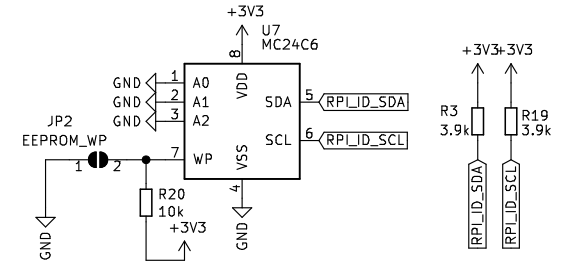 +3V3
U7
MC24C6
8
VDD
GND 1 A0
GND 2 A1
GND 3 A2
SDA 5 RPI_ID_SDA
SCL 6 RPI_ID_SCL
JP2
EEPROM_WP
1 2
7 WP
VSS
4
GND
R20
10k
+3V3
GND
+3V3 +3V3
R3
3.9k
R19
3.9k
RPI_ID_SDA
RPI_ID_SCL